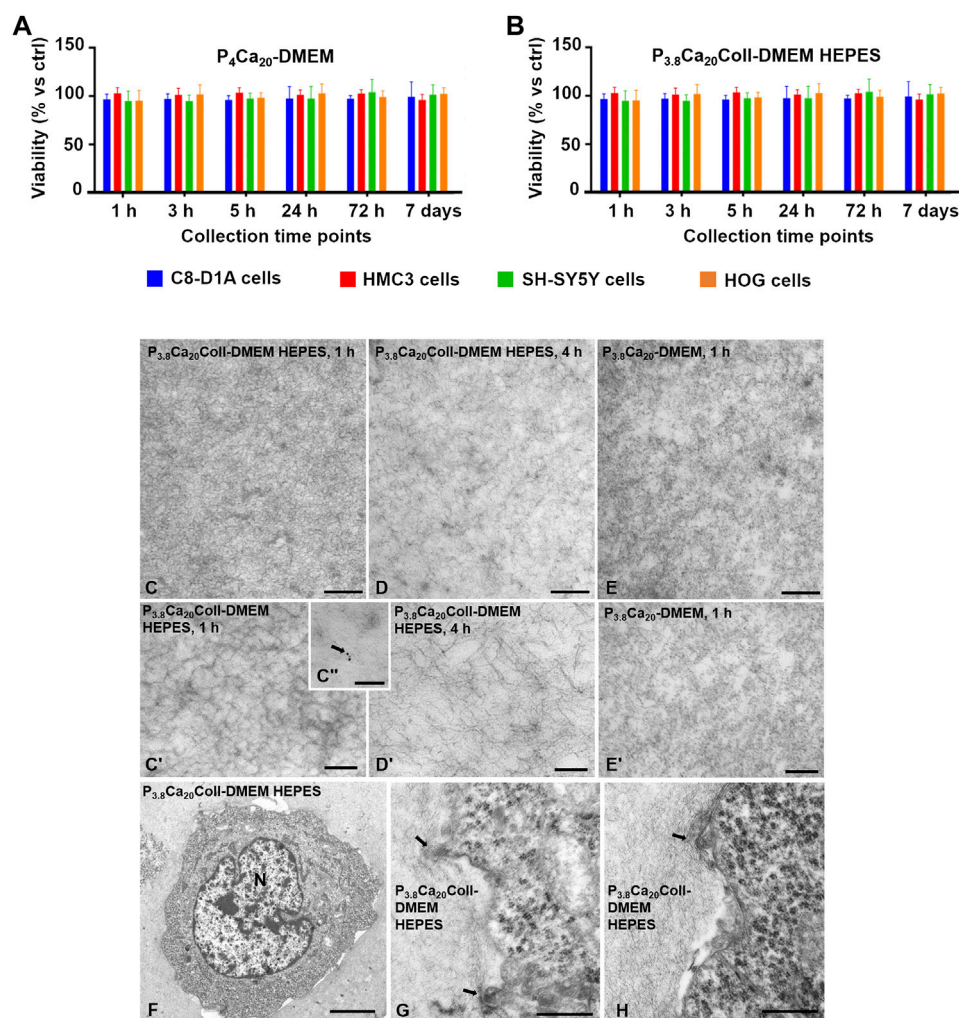 A
P₄Ca₂₀-DMEM
150
100
50
0
Viability (% vs ctrl)
1 h 3 h 5 h 24 h 72 h 7 days
Collection time points
B
P₃.₈Ca₂₀Coll-DMEM HEPES
150
100
50
0
Viability (% vs ctrl)
1 h 3 h 5 h 24 h 72 h 7 days
Collection time points
C8-D1A cells HMC3 cells SH-SY5Y cells HOG cells
P₃.₈Ca₂₀Coll-DMEM HEPES, 1 h
C
P₃.₈Ca₂₀Coll-DMEM HEPES, 4 h
D
P₃.₈Ca₂₀-DMEM, 1 h
E
P₃.₈Ca₂₀Coll-DMEM
HEPES, 1 h
C'
C''
P₃.₈Ca₂₀Coll-DMEM
HEPES, 4 h
D'
P₃.₈Ca₂₀-DMEM, 1 h
E'
P₃.₈Ca₂₀Coll-DMEM HEPES
N
F
P₃.₈Ca₂₀Coll-
DMEM
HEPES
G
P₃.₈Ca₂₀Coll-
DMEM
HEPES
H